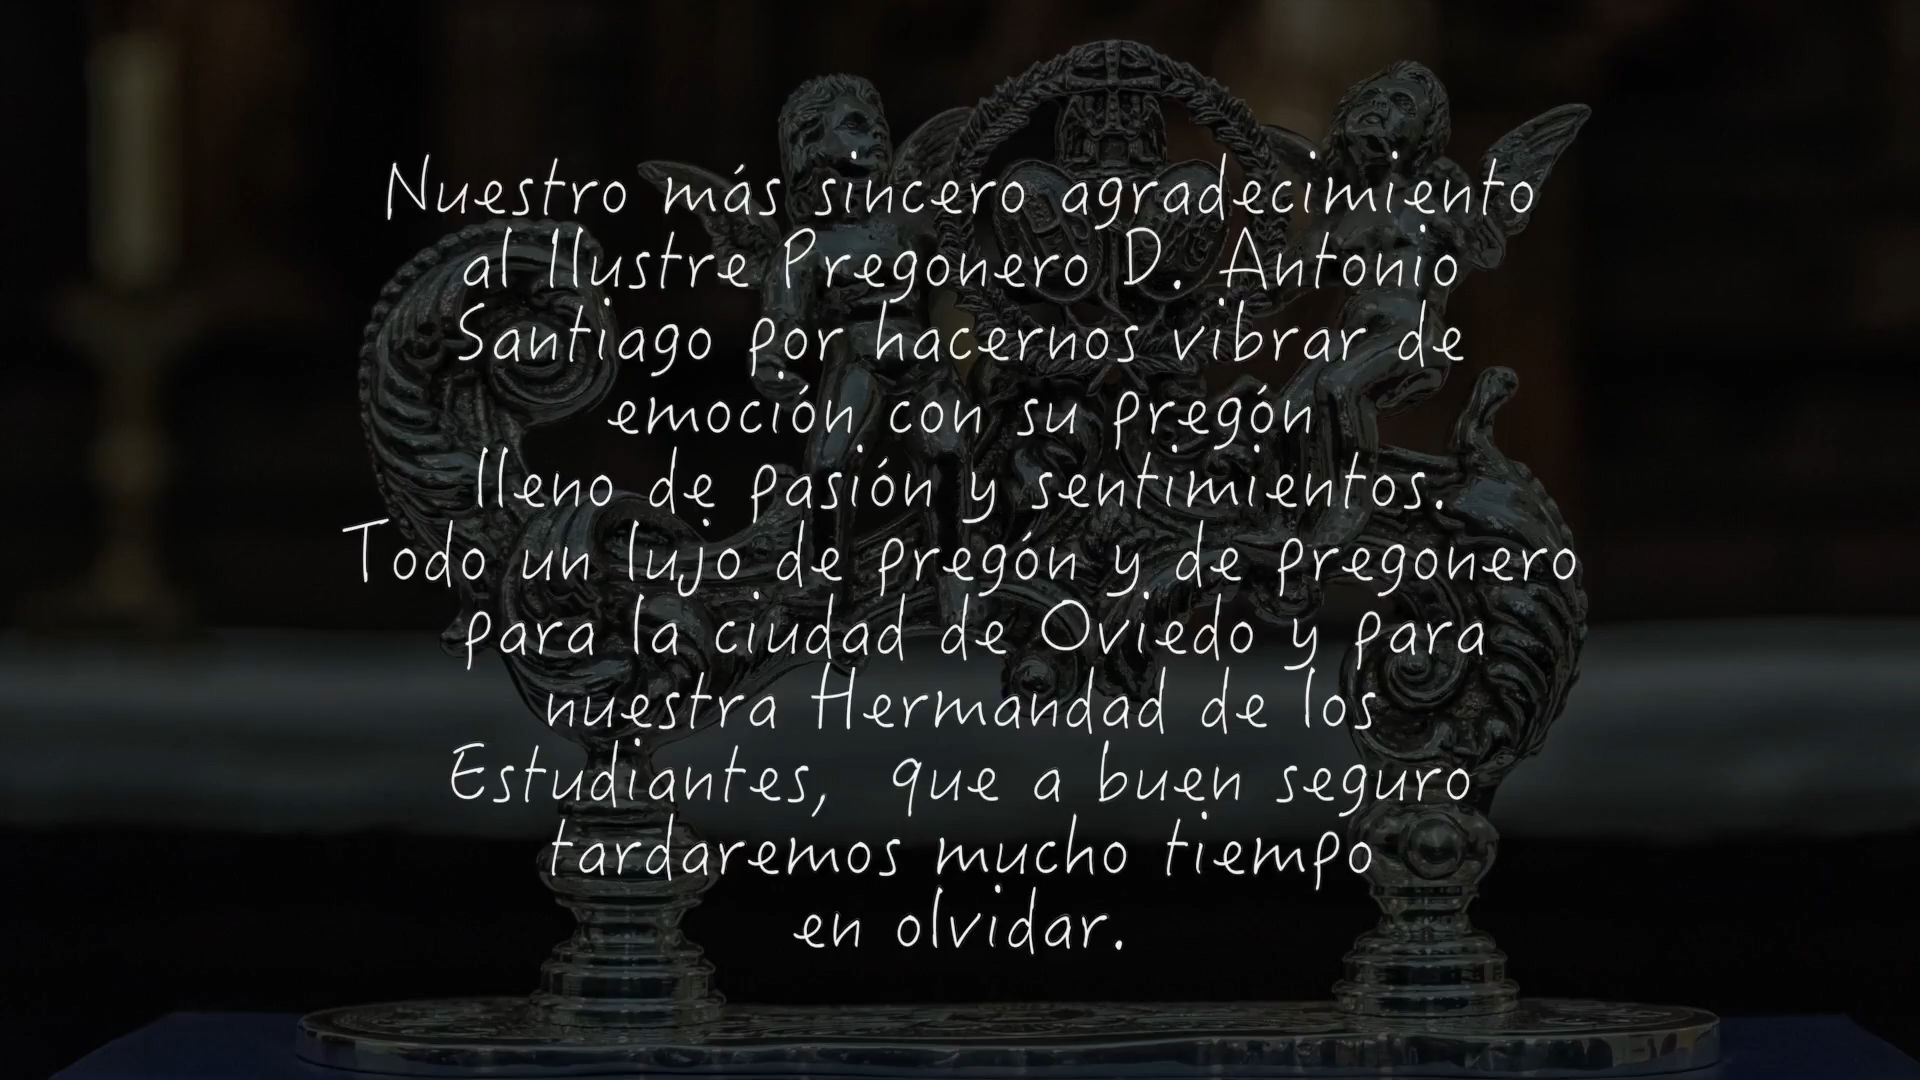 Nuestro más sincero agradecimiento
al Ilustre Pregonero D. Antonio
Santiago por hacernos vibrar de
emoción con su pregón
lleno de pasión y sentimientos.
Todo un lujo de pregón y de pregonero
para la ciudad de Oviedo y para
nuestra Hermandad de los
Estudiantes,  que a buen seguro
tardaremos mucho tiempo
en olvidar.